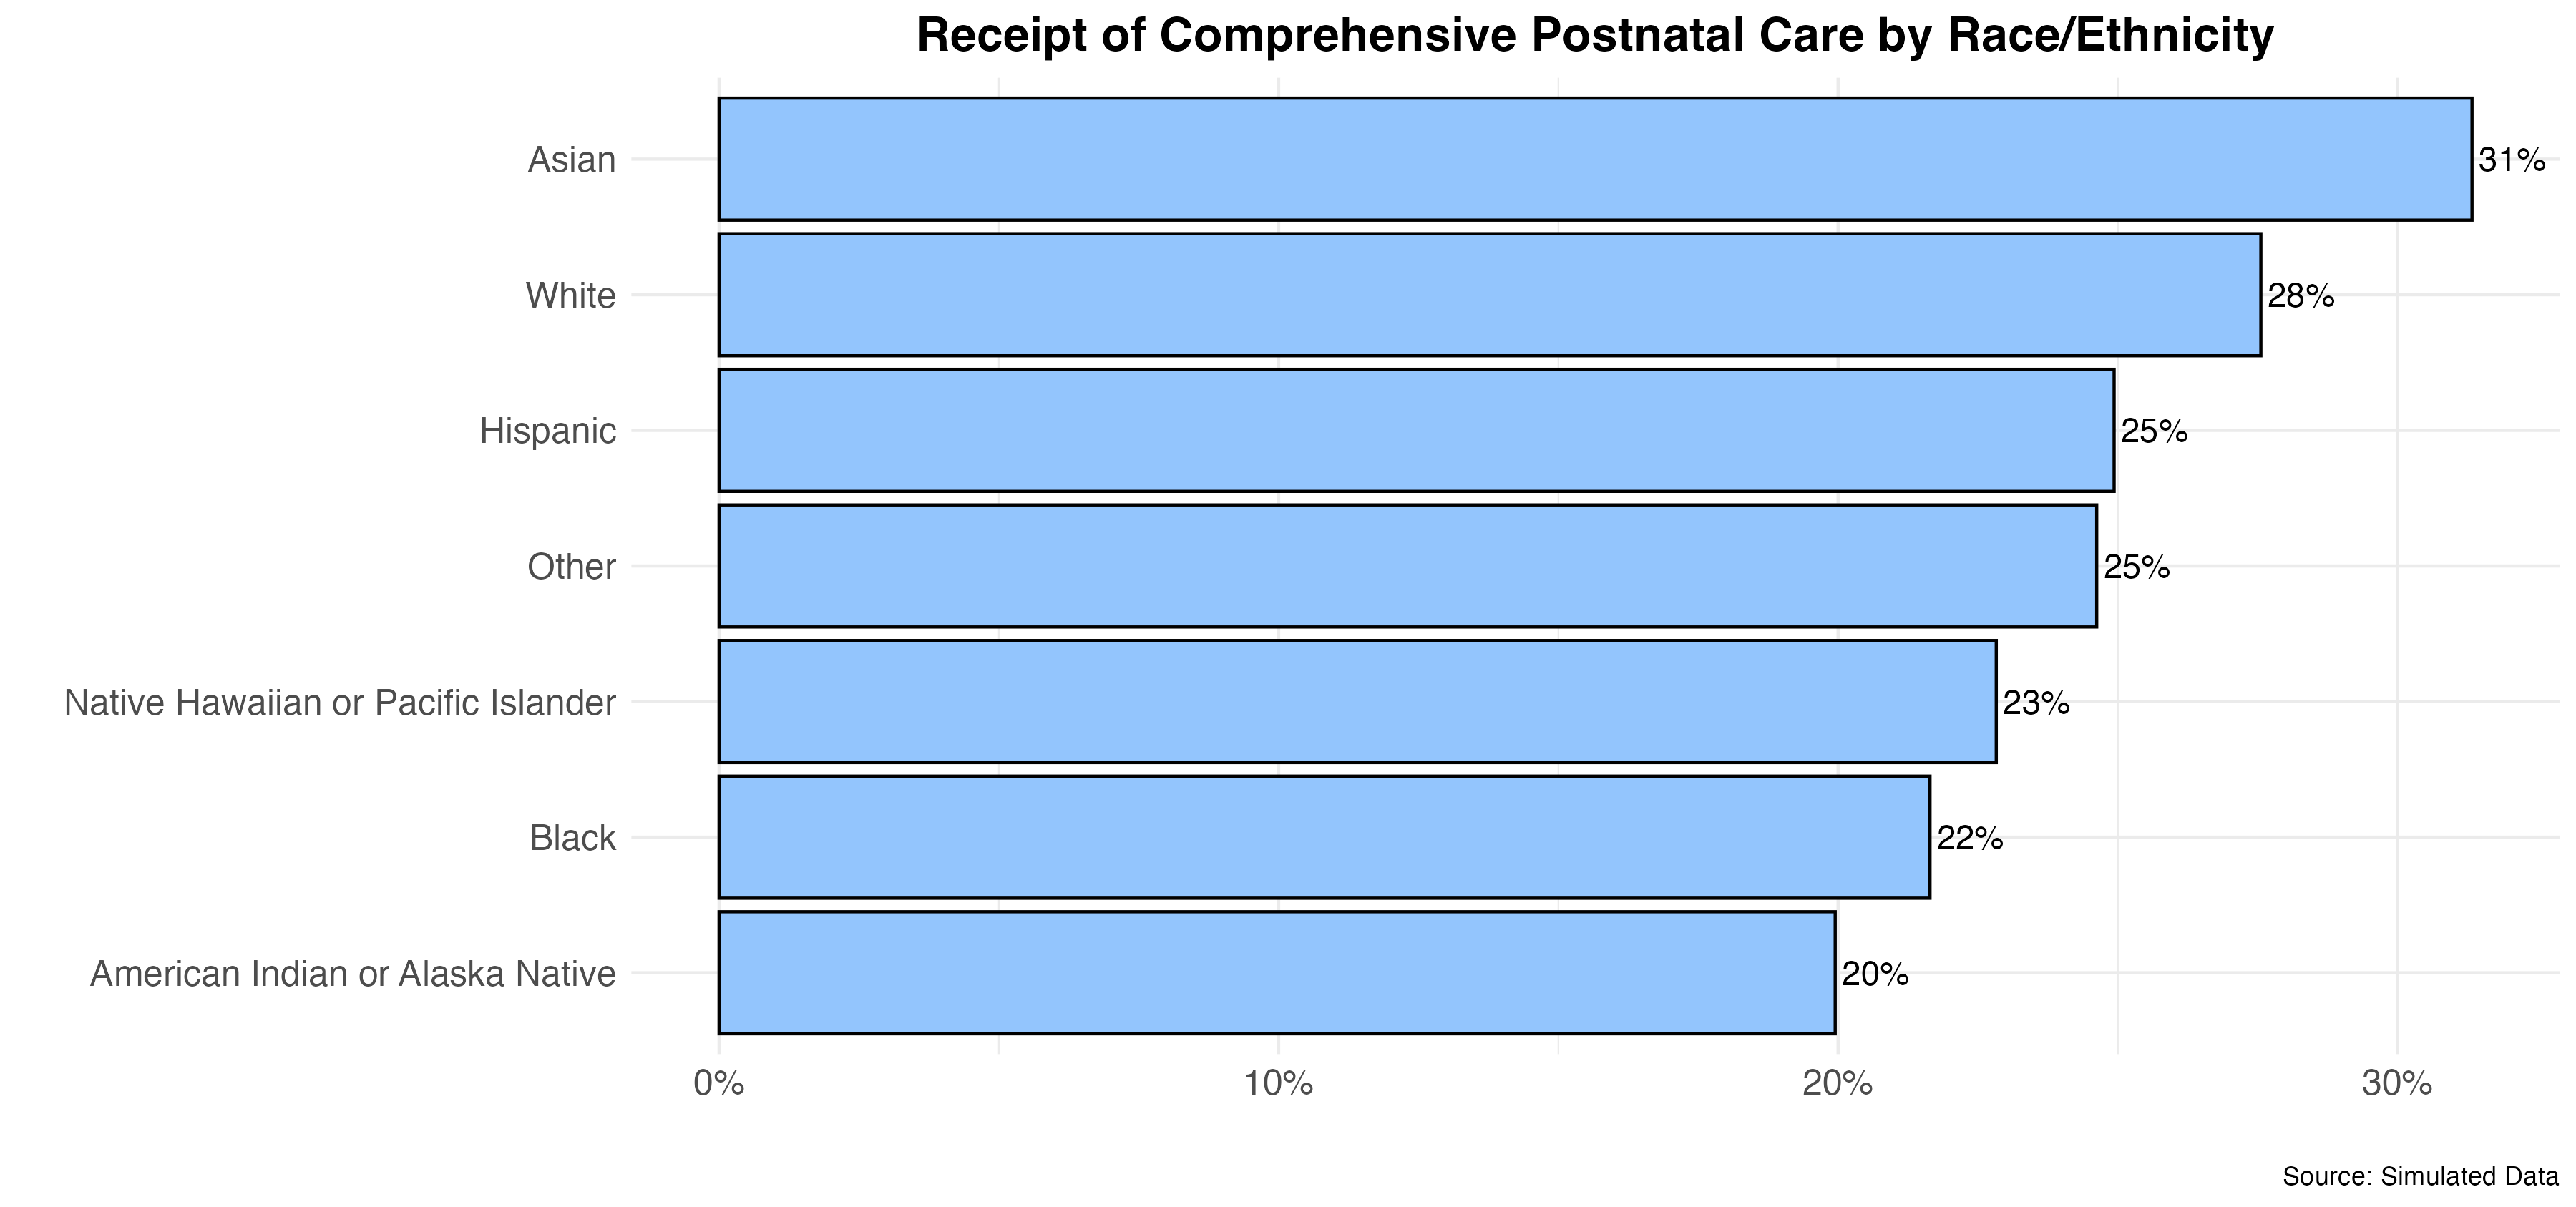 Receipt of Comprehensive Postnatal Care by Race/Ethnicity
Asian 31%
White 28%
Hispanic 25%
Other 25%
Native Hawaiian or Pacific Islander 23%
Black 22%
American Indian or Alaska Native 20%
0% 10% 20% 30%
Source: Simulated Data